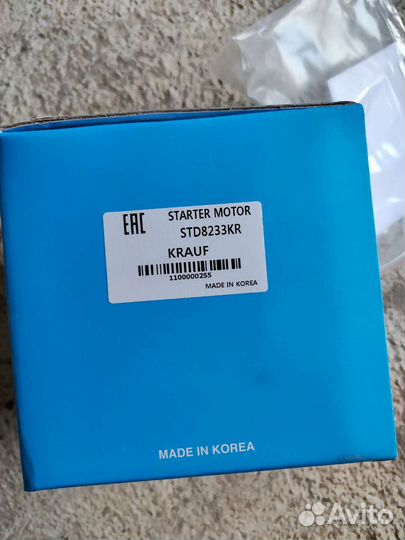 EAC STARTER MOTOR
STD8233KR
KRAUF
1100000255
MADE IN KOREA
MADE IN KOREA
Avito